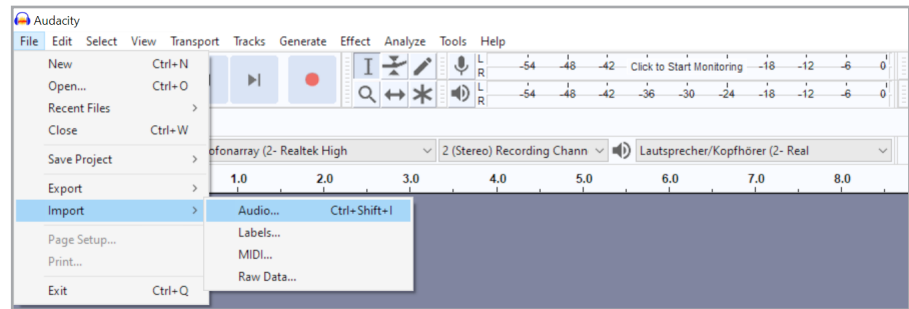 Audacity
File Edit Select View Transport Tracks Generate Effect Analyze Tools Help
New Ctrl+N
L
R
-54 -48 -42 Click to Start Monitoring -18 -12 -6 0
Open... Ctrl+O
L
R
-54 -48 -42 -36 -30 -24 -18 -12 -6 0
Recent Files
Close Ctrl+W
Save Project
ofonarray (2- Realtek High 2 (Stereo) Recording Chann Lautsprecher/Kopfhörer (2- Real
Export
1.0 2.0 3.0 4.0 5.0 6.0 7.0 8.0
Import
Audio... Ctrl+Shift+I
Labels...
Page Setup...
MIDI...
Print...
Raw Data...
Exit Ctrl+Q